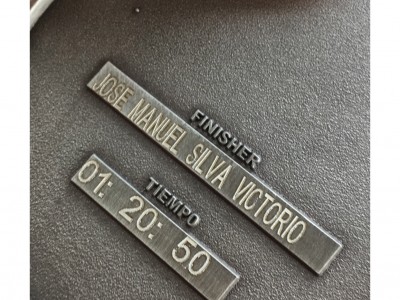 FINISHER
JOSE MANUEL SILVA VICTORIO
TIEMPO
01: 20: 50